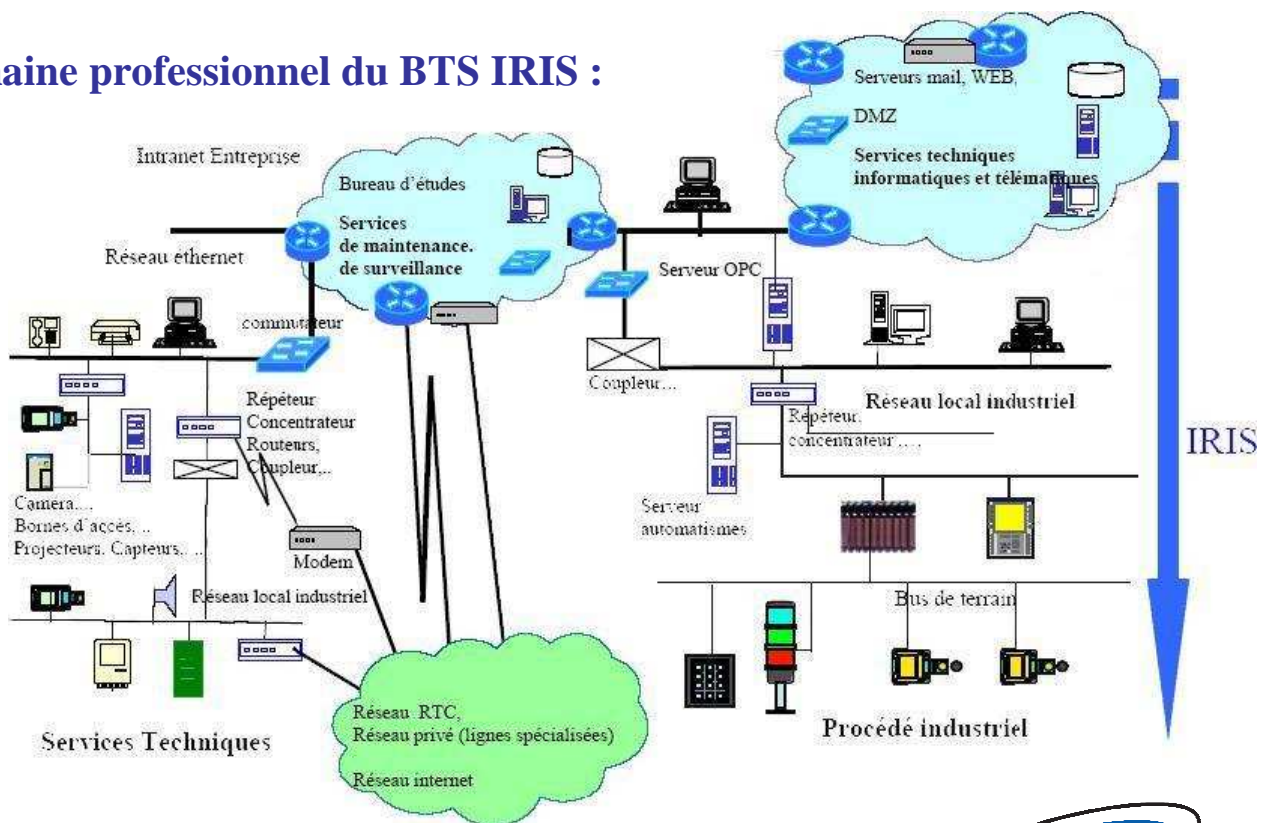 aine professionnel du BTS IRIS :
Serveurs mail, WEB,
DMZ
Services techniques
informatiques et télématiques
Intranet Entreprise
Bureau d'études
Services
de maintenance.
de surveillance
Réseau éthernet
Serveur OPC
commutateur
Coupleur...
Répéteur
Concentrateur
Routeurs,
Coupleur,..
Réseau local industriel
Répéteur.
concentrateur ....
IRIS
Caméra....
Bornes d'accès....
Projecteurs. Capteurs.. ...
Serveur
automatismes
Modem
Réseau local industriel
Bus de terrain
Services Techniques
Réseau RTC,
Réseau privé (lignes spécialisées)
Réseau internet
Procédé industriel